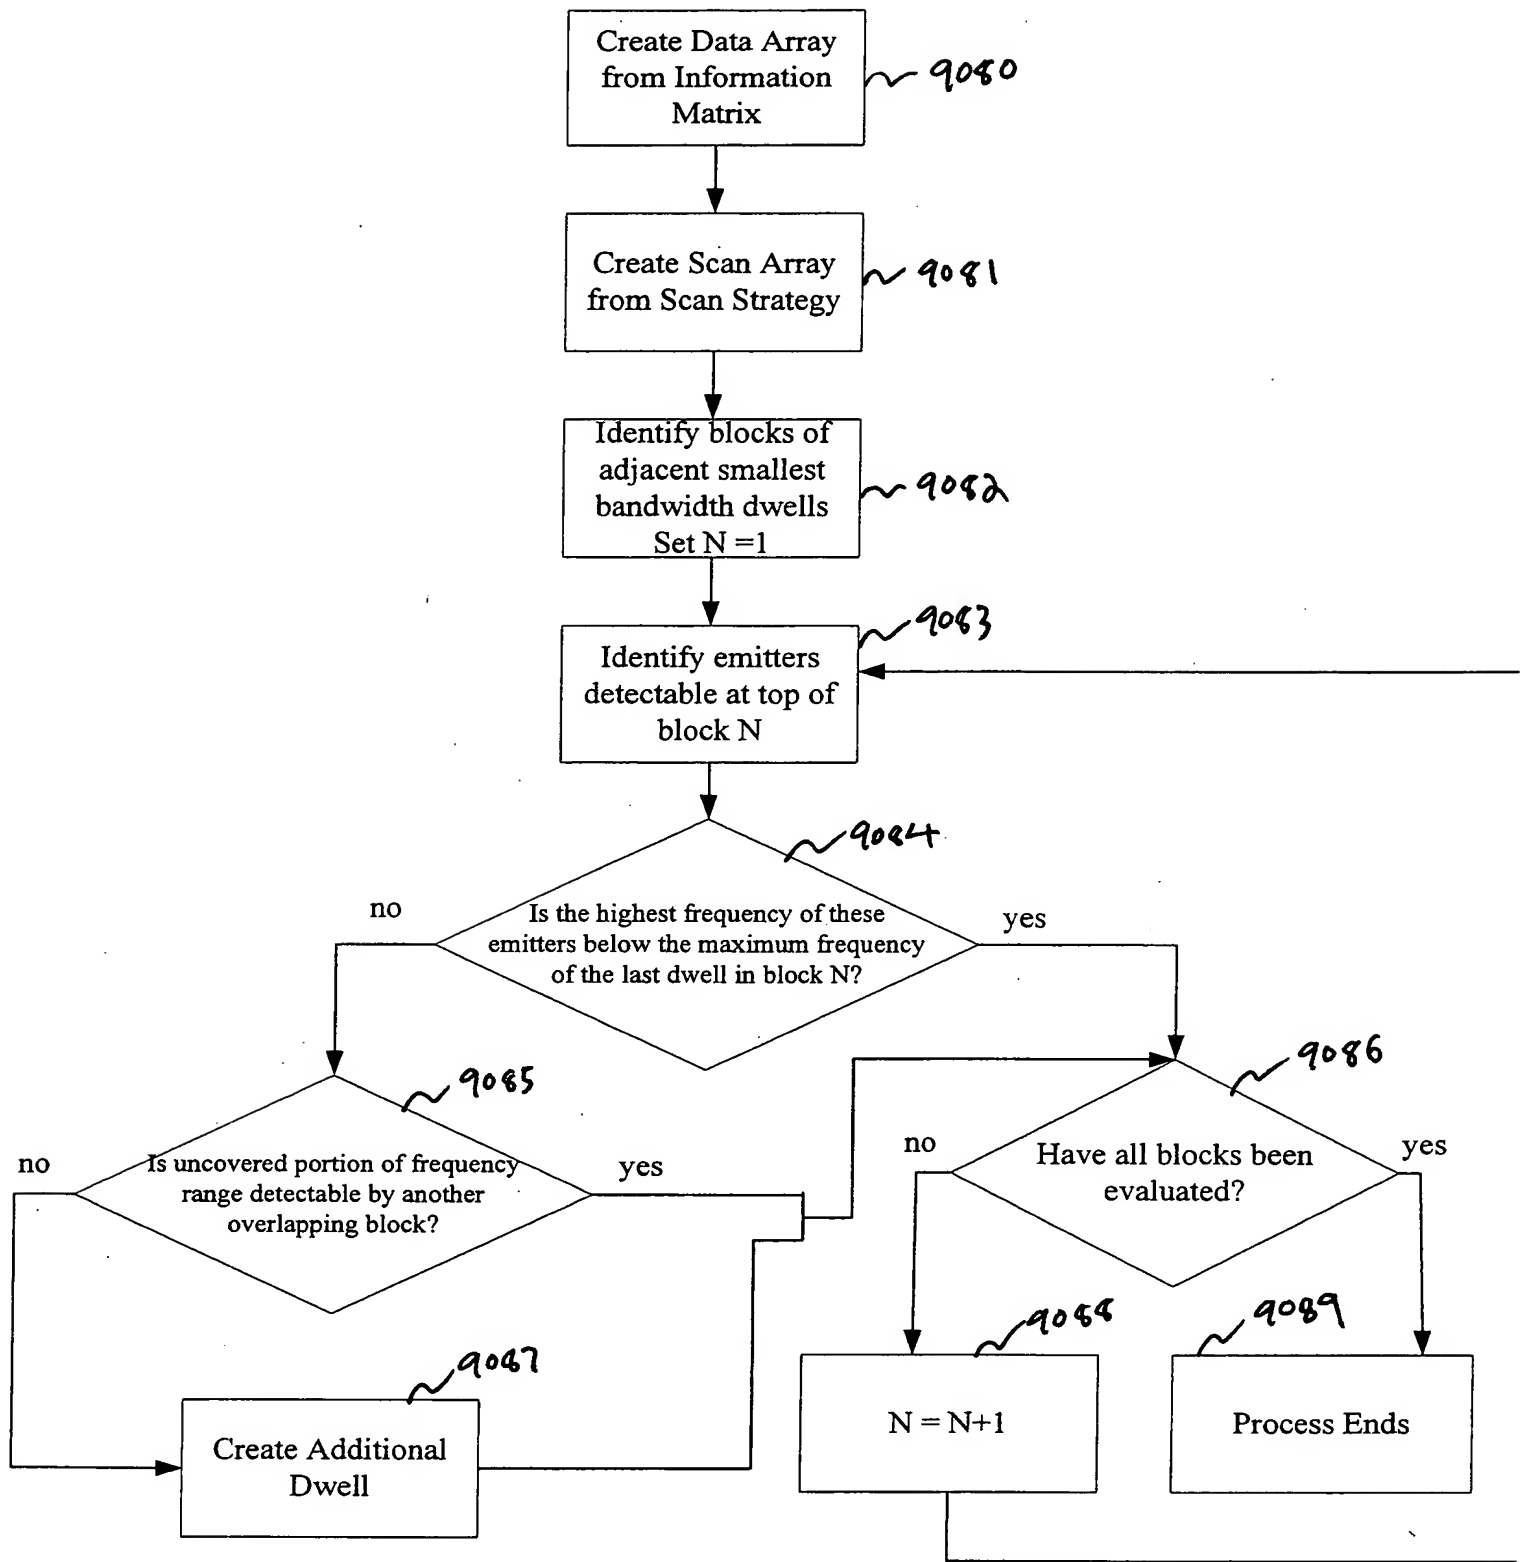 Create Data Array
from Information
Matrix
9080
Create Scan Array
from Scan Strategy
9081
Identify blocks of
adjacent smallest
bandwidth dwells
Set N =1
9082
9083
Identify emitters
detectable at top of
block N
9084
no
Is the highest frequency of these
emitters below the maximum frequency
of the last dwell in block N?
yes
9085
9086
no
Is uncovered portion of frequency
range detectable by another
overlapping block?
yes
no
Have all blocks been
evaluated?
yes
9087
Create Additional
Dwell
9088
N = N+1
9089
Process Ends